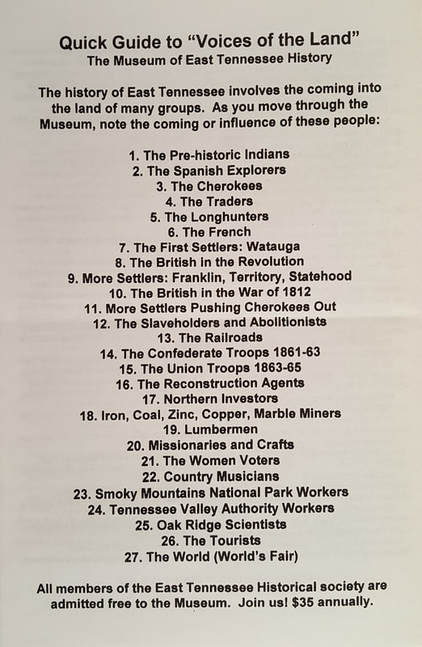 Quick Guide to “Voices of the Land”
The Museum of East Tennessee History
The history of East Tennessee involves the coming into
the land of many groups. As you move through the
Museum, note the coming or influence of these people:
1. The Pre-historic Indians
2. The Spanish Explorers
3. The Cherokees
4. The Traders
5. The Longhunters
6. The French
7. The First Settlers: Watauga
8. The British in the Revolution
9. More Settlers: Franklin, Territory, Statehood
10. The British in the War of 1812
11. More Settlers Pushing Cherokees Out
12. The Slaveholders and Abolitionists
13. The Railroads
14. The Confederate Troops 1861-63
15. The Union Troops 1863-65
16. The Reconstruction Agents
17. Northern Investors
18. Iron, Coal, Zinc, Copper, Marble Miners
19. Lumbermen
20. Missionaries and Crafts
21. The Women Voters
22. Country Musicians
23. Smoky Mountains National Park Workers
24. Tennessee Valley Authority Workers
25. Oak Ridge Scientists
26. The Tourists
27. The World (World’s Fair)
All members of the East Tennessee Historical society are
admitted free to the Museum. Join us! $35 annually.